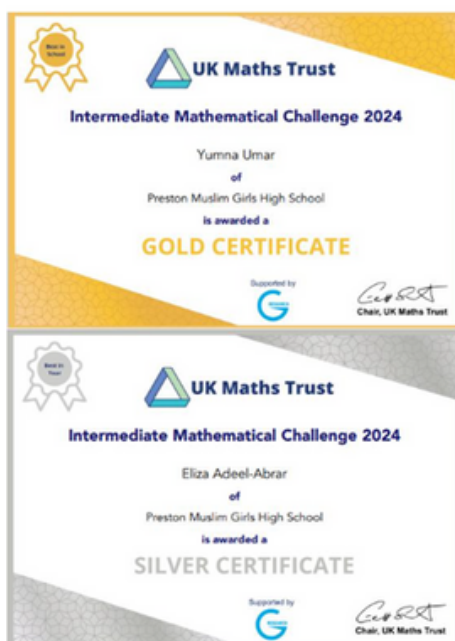 Best in
School
UK Maths Trust
Intermediate Mathematical Challenge 2024
Yumna Umar
of
Preston Muslim Girls High School
is awarded a
GOLD CERTIFICATE
Supported by
G
Chair, UK Maths Trust
Best in
Year
UK Maths Trust
Intermediate Mathematical Challenge 2024
Eliza Adeel-Abrar
of
Preston Muslim Girls High School
is awarded a
SILVER CERTIFICATE
Supported by
G
Chair, UK Maths Trust